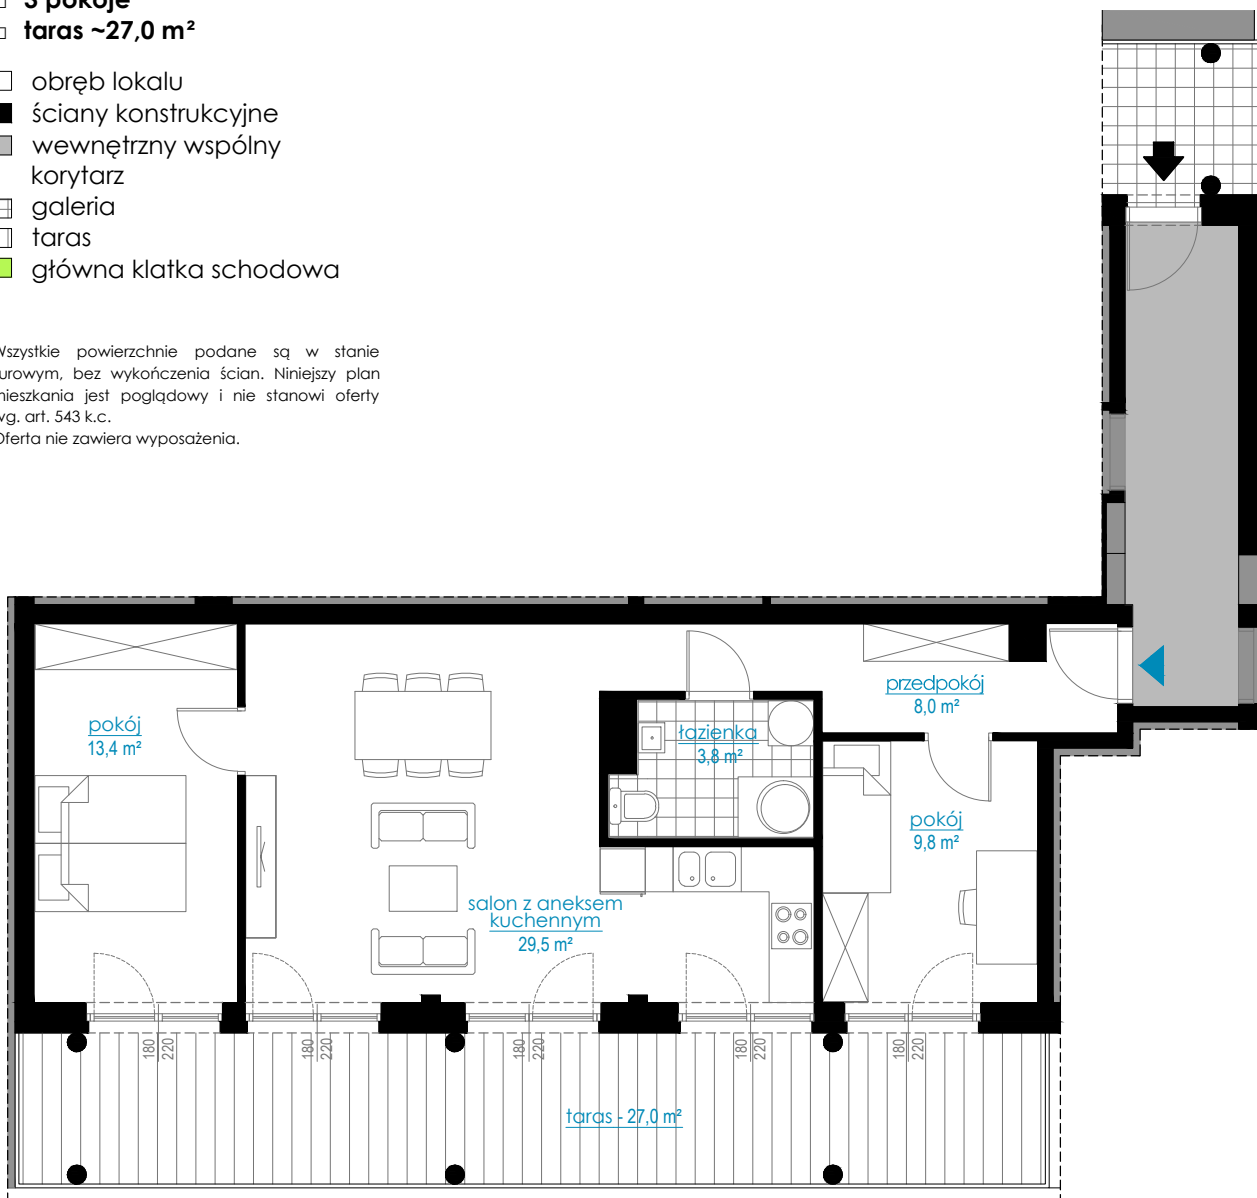 3 pokoje
taras ~27,0 m²
obręb lokalu
ściany konstrukcyjne
wewnętrzny wspólny
korytarz
galeria
taras
główna klatka schodowa
Wszystkie powierzchnie podane są w stanie
urowym, bez wykończenia ścian. Niniejszy plan
mieszkania jest poglądowy i nie stanowi oferty
wg. art. 543 k.c.
Oferta nie zawiera wyposażenia.
przedpokój
8,0 m²
pokój
13,4 m²
łazienka
3,8 m²
pokój
9,8 m²
salon z aneksem
kuchennym
29,5 m²
180
220
180
220
180
220
180
220
180
220
taras - 27,0 m²